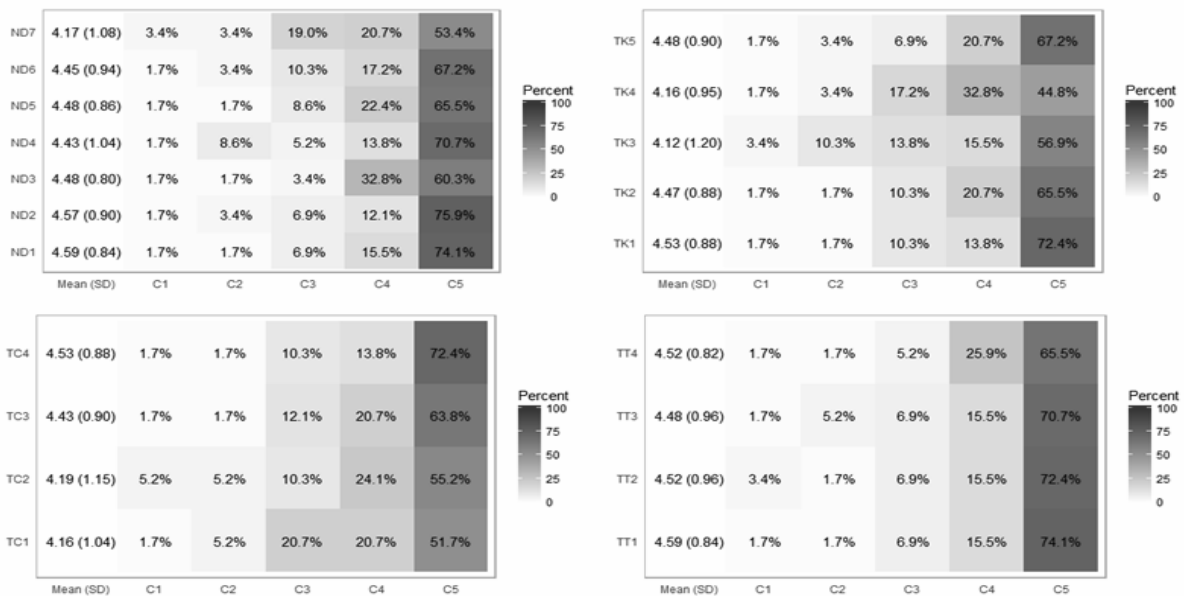 ND7 4.17 (1.08) 3.4% 3.4% 19.0% 20.7% 53.4%
ND6 4.45 (0.94) 1.7% 3.4% 10.3% 17.2% 67.2%
ND5 4.48 (0.86) 1.7% 1.7% 8.6% 22.4% 65.5%
ND4 4.43 (1.04) 1.7% 8.6% 5.2% 13.8% 70.7%
ND3 4.48 (0.80) 1.7% 1.7% 3.4% 32.8% 60.3%
ND2 4.57 (0.90) 1.7% 3.4% 6.9% 12.1% 75.9%
ND1 4.59 (0.84) 1.7% 1.7% 6.9% 15.5% 74.1%
Mean (SD) C1 C2 C3 C4 C5
Percent
100
75
50
25
0
TK5 4.48 (0.90) 1.7% 3.4% 6.9% 20.7% 67.2%
TK4 4.16 (0.95) 1.7% 3.4% 17.2% 32.8% 44.8%
TK3 4.12 (1.20) 3.4% 10.3% 13.8% 15.5% 56.9%
TK2 4.47 (0.88) 1.7% 1.7% 10.3% 20.7% 65.5%
TK1 4.53 (0.88) 1.7% 1.7% 10.3% 13.8% 72.4%
Mean (SD) C1 C2 C3 C4 C5
Percent
100
75
50
25
0
TC4 4.53 (0.88) 1.7% 1.7% 10.3% 13.8% 72.4%
TC3 4.43 (0.90) 1.7% 1.7% 12.1% 20.7% 63.8%
TC2 4.19 (1.15) 5.2% 5.2% 10.3% 24.1% 55.2%
TC1 4.16 (1.04) 1.7% 5.2% 20.7% 20.7% 51.7%
Mean (SD) C1 C2 C3 C4 C5
Percent
100
75
50
25
0
TT4 4.52 (0.82) 1.7% 1.7% 5.2% 25.9% 65.5%
TT3 4.48 (0.96) 1.7% 5.2% 6.9% 15.5% 70.7%
TT2 4.52 (0.96) 3.4% 1.7% 6.9% 15.5% 72.4%
TT1 4.59 (0.84) 1.7% 1.7% 6.9% 15.5% 74.1%
Mean (SD) C1 C2 C3 C4 C5
Percent
100
75
50
25
0